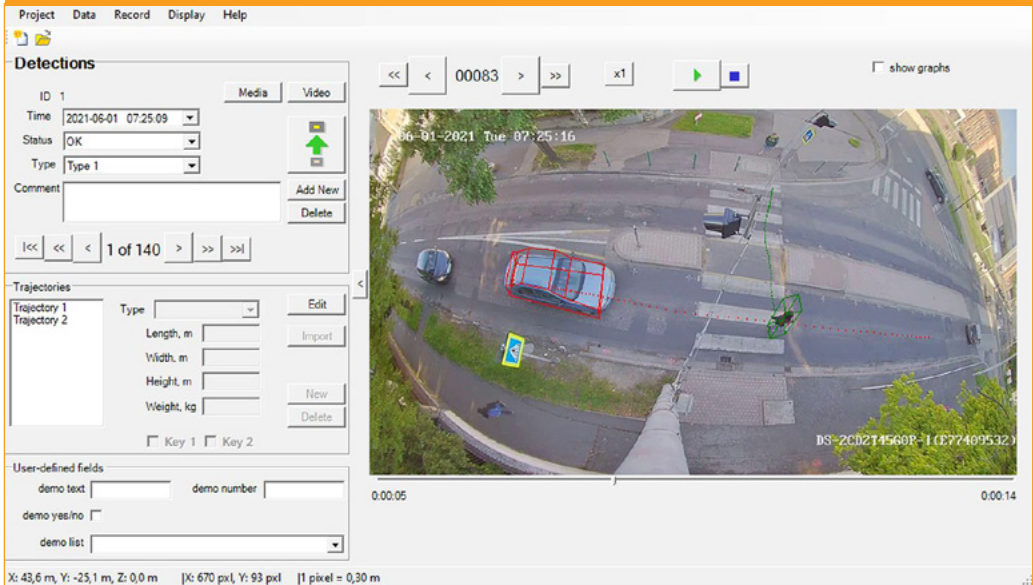 Project Data Record Display Help
Detections
<< < 00083 > >> x1
show graphs
ID 1
Media Video
Time 2021-06-01 07:25:09
Status OK
Type Type 1
Comment
Add New
Delete
|<< << < 1 of 140 > >> >>|
<
Trajectories
Trajectory 1
Trajectory 2
Type
Length, m
Width, m
Height, m
Weight, kg
Key 1 Key 2
Edit
Import
New
Delete
User-defined fields
demo text demo number
demo yes/no
demo list
06-01-2021 Tue 07:25:16
DS-2CD2T45G0P-I(E77409532)
0:00:05 0:00:14
X: 43,6 m, Y: -25,1 m, Z: 0,0 m |X: 670 pxl, Y: 93 pxl |1 pixel = 0,30 m